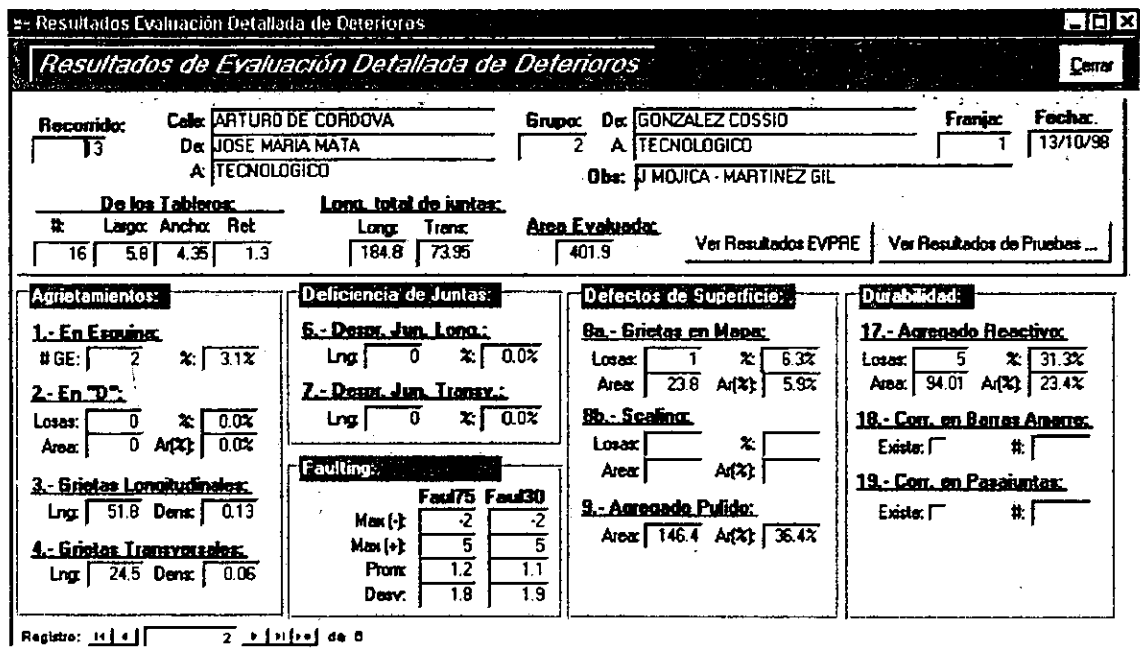 Resultados Evaluación Detallada de Deterioros
Resultados de Evaluación Detallada de Deterioros
Cerrar
Recorrido: 13 Calle: ARTURO DE CORDOVA Grupo: 2 De: GONZALEZ COSSIO Franja: 1 Fecha: 13/10/98
De: JOSE MARIA MATA A: TECNOLOGICO
A: TECNOLOGICO Obs: J MOJICA - MARTINEZ GIL
De los Tableros: Long. total de juntas: Area Evaluada:
#: Largo: Ancho: Rel: Long: Trans:
16 5.8 4.35 1.3 184.8 73.95 401.9 Ver Resultados EVPRE Ver Resultados de Pruebas ...
Agrietamientos:
1.- En Esquina:
# GE: 2 %: 3.1%
2.- En "D":
Losas: 0 %: 0.0%
Area: 0 Ar(%): 0.0%
3.- Grietas Longitudinales:
Lng: 51.8 Dens: 0.13
4.- Grietas Transversales:
Lng: 24.5 Dens: 0.06
Deficiencia de Juntas:
6.- Despr. Jun. Long.:
Lng: 0 %: 0.0%
7.- Despr. Jun. Transv.:
Lng: 0 %: 0.0%
Faulting:
Faul75 Faul30
Max (-): -2 -2
Max (+): 5 5
Prom: 1.2 1.1
Desv: 1.8 1.9
Defectos de Superficie:
8a.- Grietas en Mapa:
Losas: 1 %: 6.3%
Area: 23.8 Ar(%): 5.9%
8b.- Scaling:
Losas: %:
Area: Ar(%):
9.- Agregado Pulido:
Area: 146.4 Ar(%): 36.4%
Durabilidad:
17.- Agregado Reactivo:
Losas: 5 %: 31.3%
Area: 94.01 Ar(%): 23.4%
18.- Corr. en Barras Amarre:
Existe: #:
19.- Corr. en Pasajuntas:
Existe: #:
Registro: 2 de 8